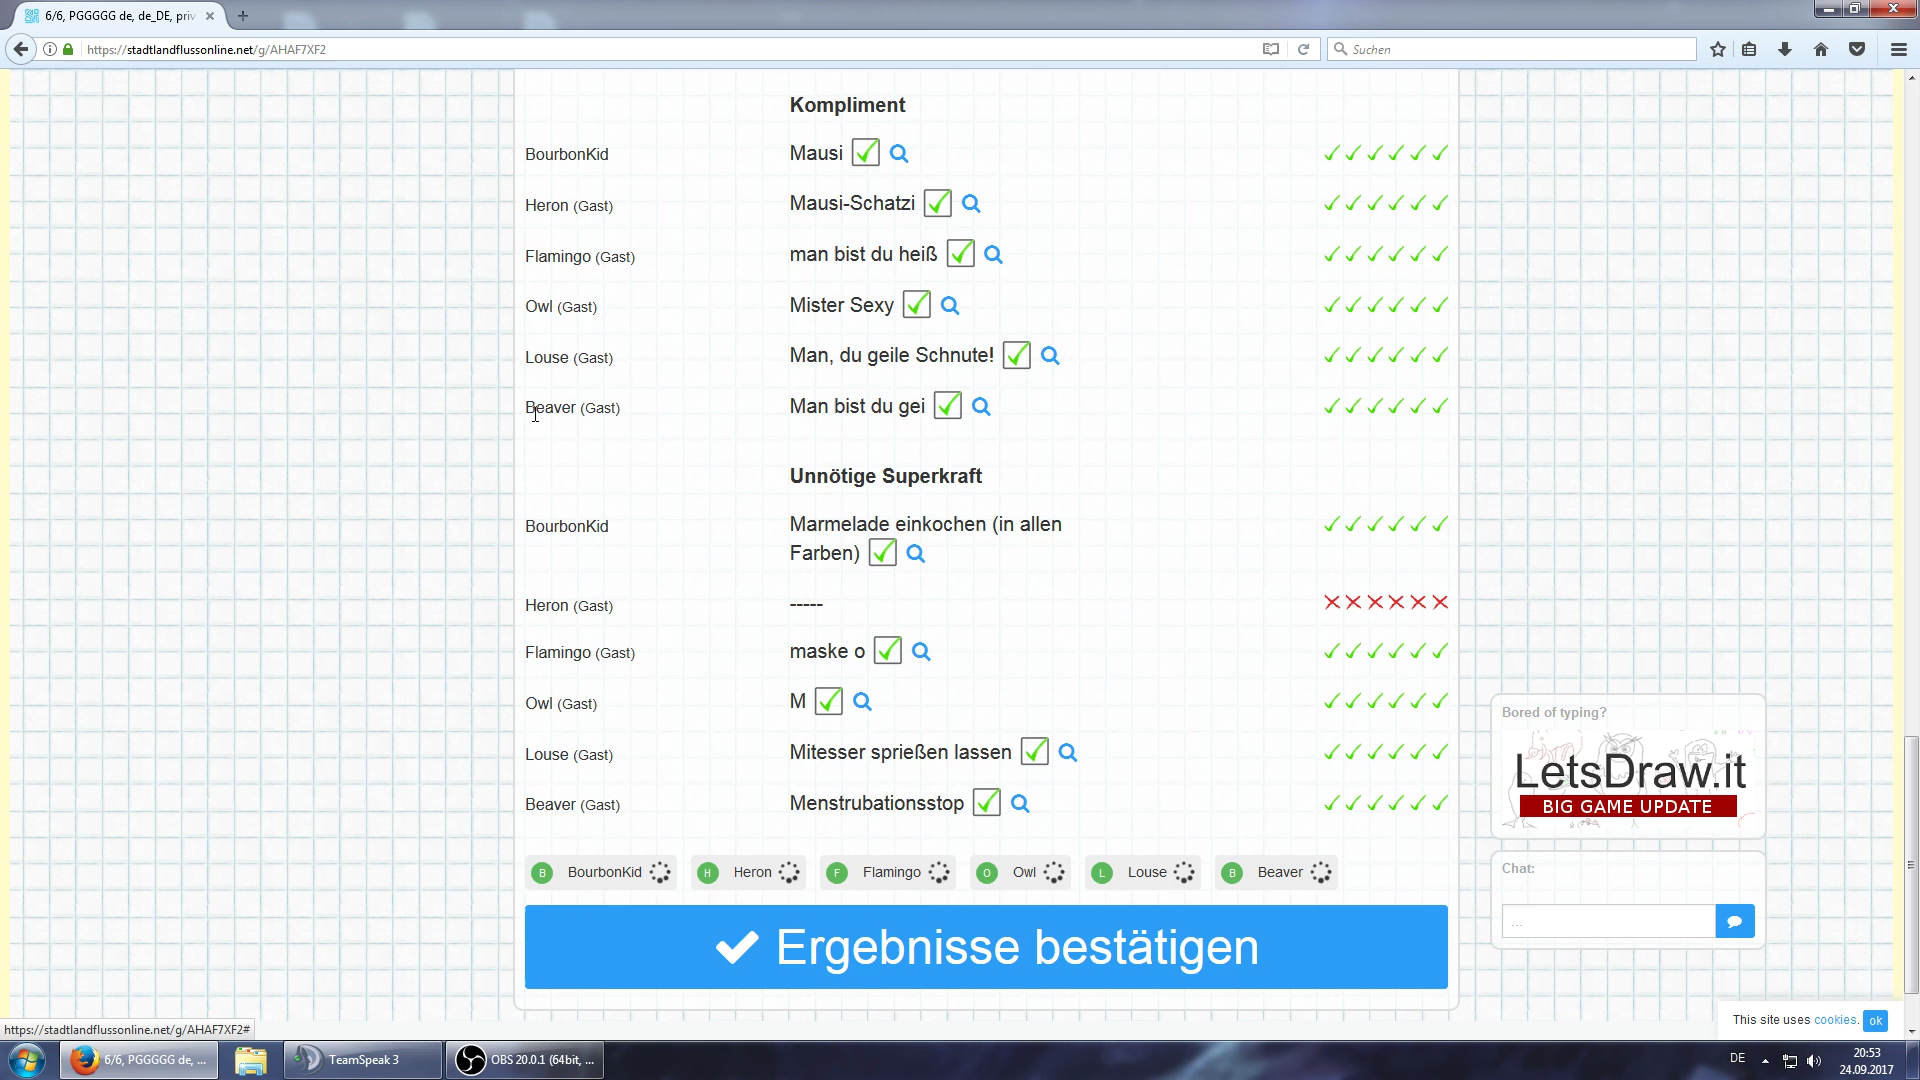 6/6, PGGGGG de, de_DE, priv
https://stadtlandflussonline.net/g/AHAF7XF2
Suchen
Kompliment
BourbonKid Mausi
Heron (Gast) Mausi-Schatzi
Flamingo (Gast) man bist du heiß
Owl (Gast) Mister Sexy
Louse (Gast) Man, du geile Schnute!
Beaver (Gast) Man bist du gei
Unnötige Superkraft
BourbonKid Marmelade einkochen (in allen
Farben)
Heron (Gast) -----
Flamingo (Gast) maske o
Owl (Gast) M
Louse (Gast) Mitesser sprießen lassen
Beaver (Gast) Menstrubationsstop
B BourbonKid H Heron F Flamingo O Owl L Louse B Beaver
Ergebnisse bestätigen
Bored of typing?
LetsDraw.it
BIG GAME UPDATE
Chat:
...
This site uses cookies. ok
https://stadtlandflussonline.net/g/AHAF7XF2#
6/6, PGGGGG de, ... TeamSpeak 3 OBS 20.0.1 (64bit, ... DE 20:53
24.09.2017